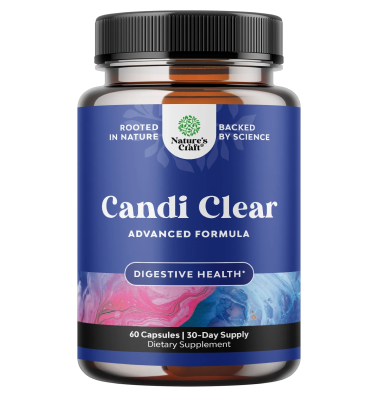 ROOTED
IN NATURE
BACKED
BY SCIENCE
Nature's
Craft®
Candi Clear
ADVANCED FORMULA
DIGESTIVE HEALTH*
60 Capsules | 30-Day Supply
Dietary Supplement